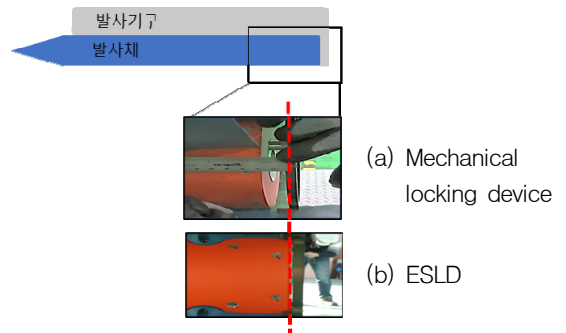 발사기구
발사체
(a) Mechanical
locking device
(b) ESLD